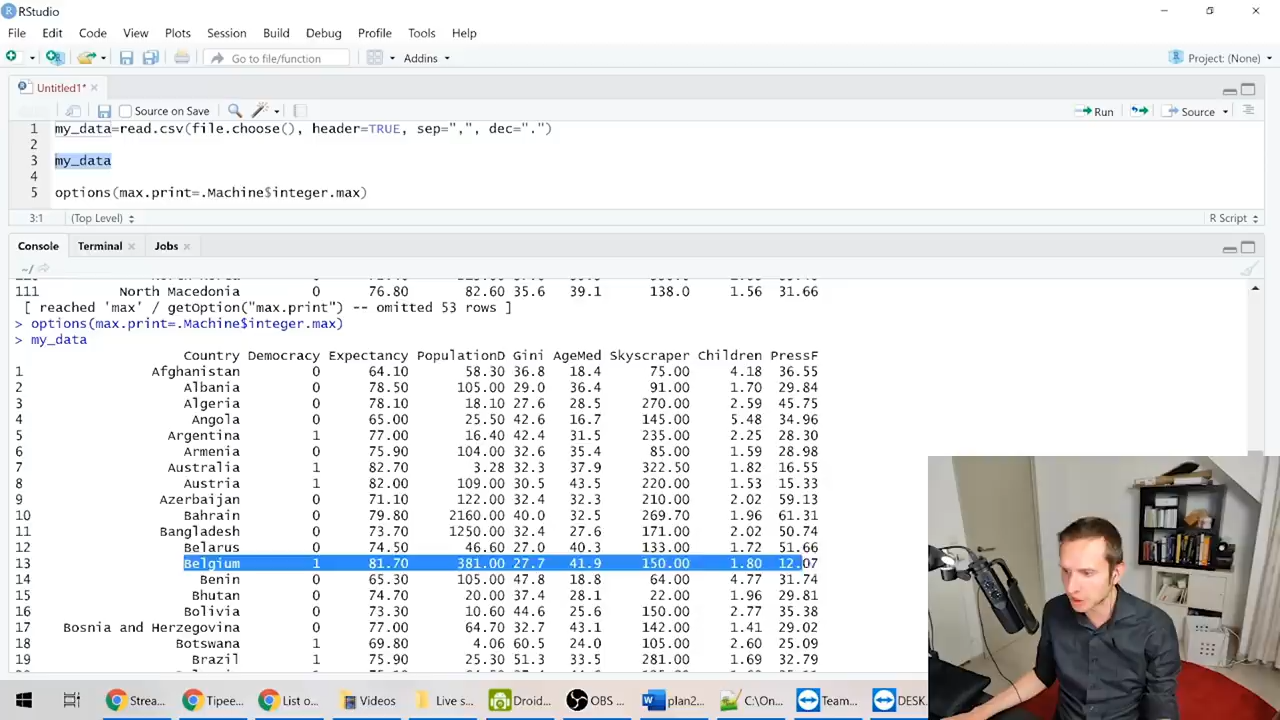 RStudio
File Edit Code View Plots Session Build Debug Profile Tools Help
Go to file/function Addins Project: (None)
Untitled1*
Source on Save Run Source
1 my_data=read.csv(file.choose(), header=TRUE, sep=",", dec=".")
2
3 my_data
4
5 options(max.print=.Machine$integer.max)
3:1 (Top Level) R Script
Console Terminal Jobs
~/
111 North Macedonia 0 76.80 82.60 35.6 39.1 138.0 1.56 31.66
[ reached 'max' / getOption("max.print") -- omitted 53 rows ]
> options(max.print=.Machine$integer.max)
> my_data
Country Democracy Expectancy PopulationD Gini AgeMed Skyscraper Children PressF
1 Afghanistan 0 64.10 58.30 36.8 18.4 75.00 4.18 36.55
2 Albania 0 78.50 105.00 29.0 36.4 91.00 1.70 29.84
3 Algeria 0 78.10 18.10 27.6 28.5 270.00 2.59 45.75
4 Angola 0 65.00 25.50 42.6 16.7 145.00 5.48 34.96
5 Argentina 1 77.00 16.40 42.4 31.5 235.00 2.25 28.30
6 Armenia 0 75.90 104.00 32.6 35.4 85.00 1.59 28.98
7 Australia 1 82.70 3.28 32.3 37.9 322.50 1.82 16.55
8 Austria 1 82.00 109.00 30.5 43.5 220.00 1.53 15.33
9 Azerbaijan 0 71.10 122.00 32.4 32.3 210.00 2.02 59.13
10 Bahrain 0 79.80 2160.00 40.0 32.5 269.70 1.96 61.31
11 Bangladesh 0 73.70 1250.00 32.4 27.6 171.00 2.02 50.74
12 Belarus 0 74.50 46.60 27.0 40.3 133.00 1.72 51.66
13 Belgium 1 81.70 381.00 27.7 41.9 150.00 1.80 12.07
14 Benin 0 65.30 105.00 47.8 18.8 64.00 4.77 31.74
15 Bhutan 0 74.70 20.00 37.4 28.1 22.00 1.96 29.81
16 Bolivia 0 73.30 10.60 44.6 25.6 150.00 2.77 35.38
17 Bosnia and Herzegovina 0 77.00 64.70 32.7 43.1 142.00 1.41 29.02
18 Botswana 1 69.80 4.06 60.5 24.0 105.00 2.60 25.09
19 Brazil 1 75.90 25.30 51.3 33.5 281.00 1.69 32.79
Strea... Tipee... List o... Videos Live s... Droid... OBS ... plan2... C:\On... Team... DESK